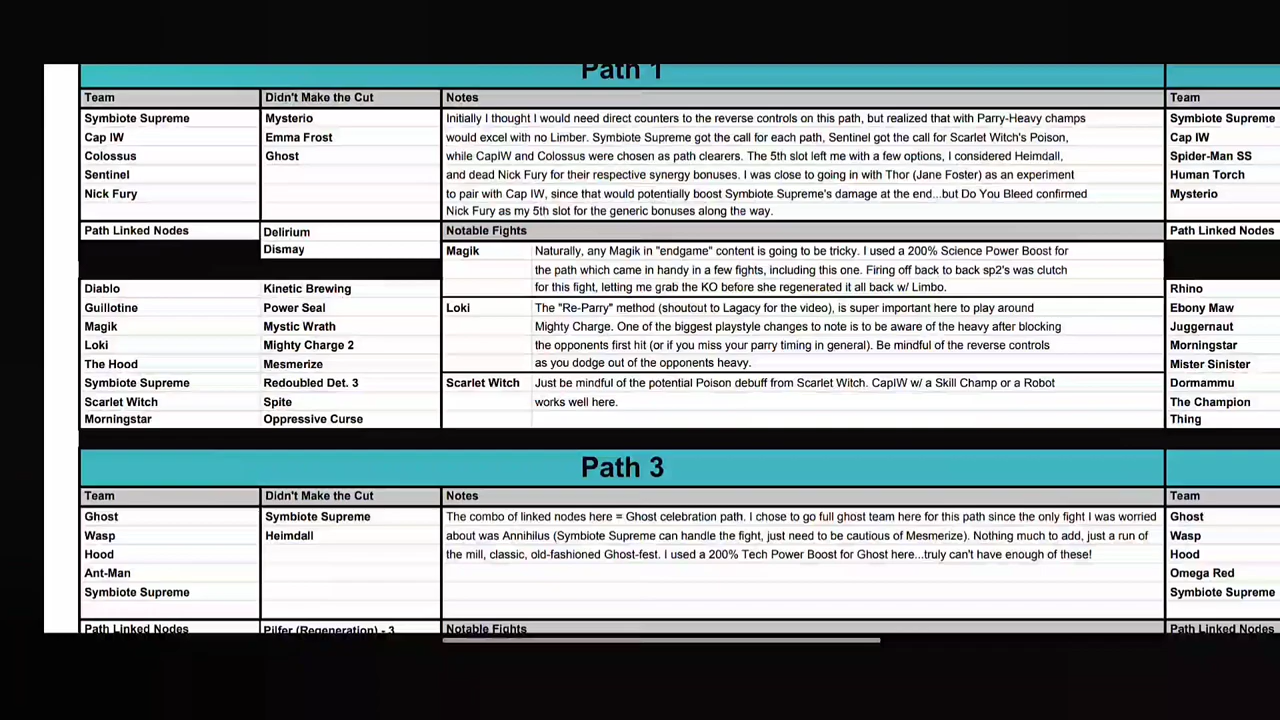 Path 1
Team Didn't Make the Cut Notes
Symbiote Supreme Mysterio Initially I thought I would need direct counters to the reverse controls on this path, but realized that with Parry-Heavy champs
Cap IW Emma Frost would excel with no Limber. Symbiote Supreme got the call for each path, Sentinel got the call for Scarlet Witch's Poison,
Colossus Ghost while CapIW and Colossus were chosen as path clearers. The 5th slot left me with a few options, I considered Heimdall,
Sentinel and dead Nick Fury for their respective synergy bonuses. I was close to going in with Thor (Jane Foster) as an experiment
Nick Fury to pair with Cap IW, since that would potentially boost Symbiote Supreme's damage at the end...but Do You Bleed confirmed
Nick Fury as my 5th slot for the generic bonuses along the way.
Path Linked Nodes Delirium Notable Fights
Dismay
Magik Naturally, any Magik in "endgame" content is going to be tricky. I used a 200% Science Power Boost for
the path which came in handy in a few fights, including this one. Firing off back to back sp2's was clutch
Diablo Kinetic Brewing for this fight, letting me grab the KO before she regenerated it all back w/ Limbo.
Guillotine Power Seal Loki The "Re-Parry" method (shoutout to Lagacy for the video), is super important here to play around
Magik Mystic Wrath Mighty Charge. One of the biggest playstyle changes to note is to be aware of the heavy after blocking
Loki Mighty Charge 2 the opponents first hit (or if you miss your parry timing in general). Be mindful of the reverse controls
The Hood Mesmerize as you dodge out of the opponents heavy.
Symbiote Supreme Redoubled Det. 3 Scarlet Witch Just be mindful of the potential Poison debuff from Scarlet Witch. CapIW w/ a Skill Champ or a Robot
Scarlet Witch Spite works well here.
Morningstar Oppressive Curse
Team
Symbiote Supreme
Cap IW
Spider-Man SS
Human Torch
Mysterio
Path Linked Nodes
Rhino
Ebony Maw
Juggernaut
Morningstar
Mister Sinister
Dormammu
The Champion
Thing
Path 3
Team Didn't Make the Cut Notes
Ghost Symbiote Supreme The combo of linked nodes here = Ghost celebration path. I chose to go full ghost team here for this path since the only fight I was worried
Wasp Heimdall about was Annihilus (Symbiote Supreme can handle the fight, just need to be cautious of Mesmerize). Nothing much to add, just a run of
Hood the mill, classic, old-fashioned Ghost-fest. I used a 200% Tech Power Boost for Ghost here...truly can't have enough of these!
Ant-Man
Symbiote Supreme
Path Linked Nodes Pilfer (Regeneration) - 3 Notable Fights
Team
Ghost
Wasp
Hood
Omega Red
Symbiote Supreme
Path Linked Nodes